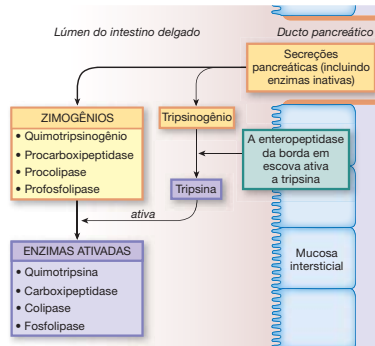 Lúmen do intestino delgado
Ducto pancreático
Secreções
pancreáticas (incluindo
enzimas inativas)
ZIMOGÊNIOS
• Quimotripsinogênio
• Procarboxipeptidase
• Procolipase
• Profosfolipase
Tripsinogênio
A enteropeptidase
da borda em
escova ativa
a tripsina
Tripsina
ativa
ENZIMAS ATIVADAS
• Quimotripsina
• Carboxipeptidase
• Colipase
• Fosfolipase
Mucosa
intersticial